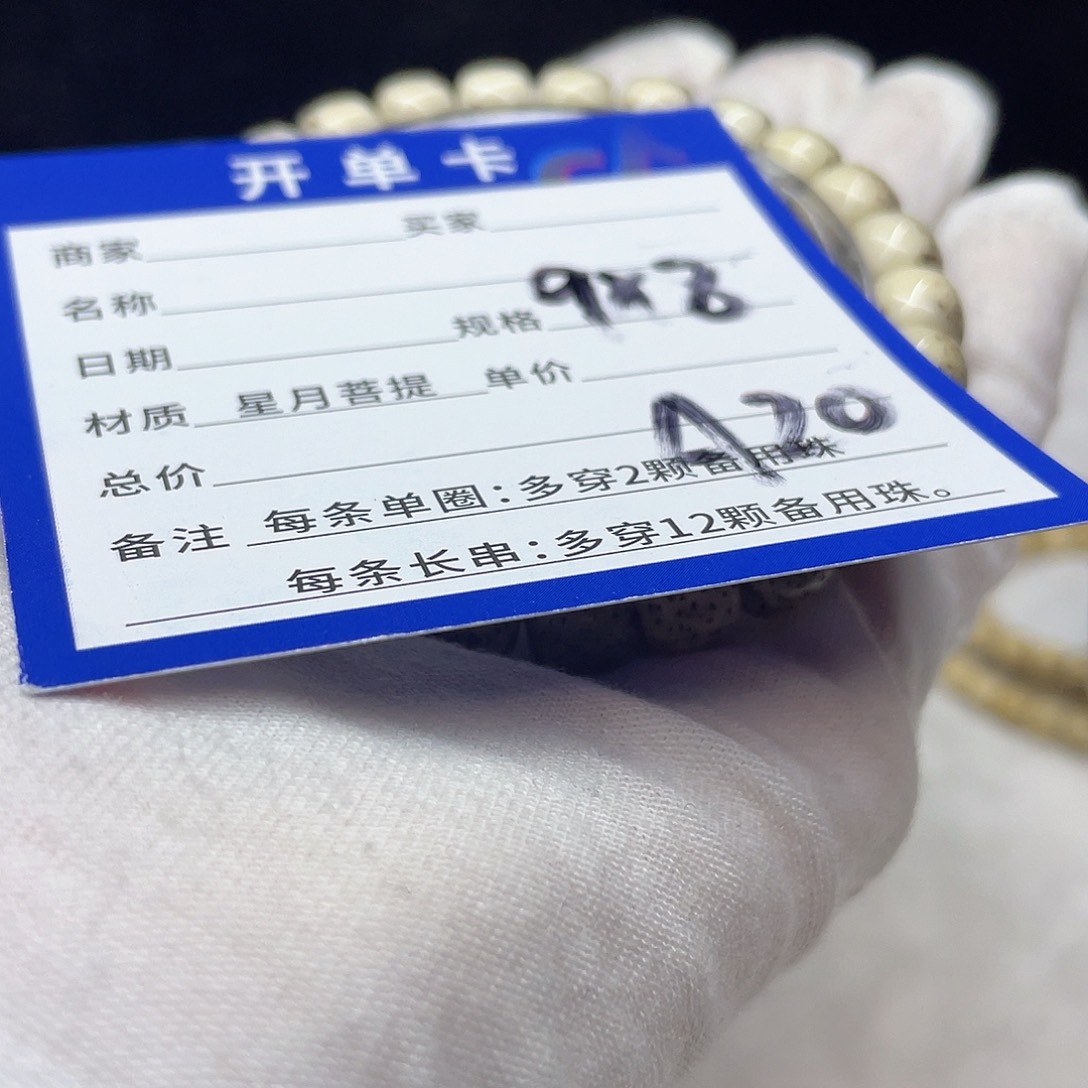 开单卡
商家 买家
名称
日期 规格 9×8
材质 星月菩提 单价
A20
总价
备注 每条单圈：多穿2颗备用珠
每条长串：多穿12颗备用珠。